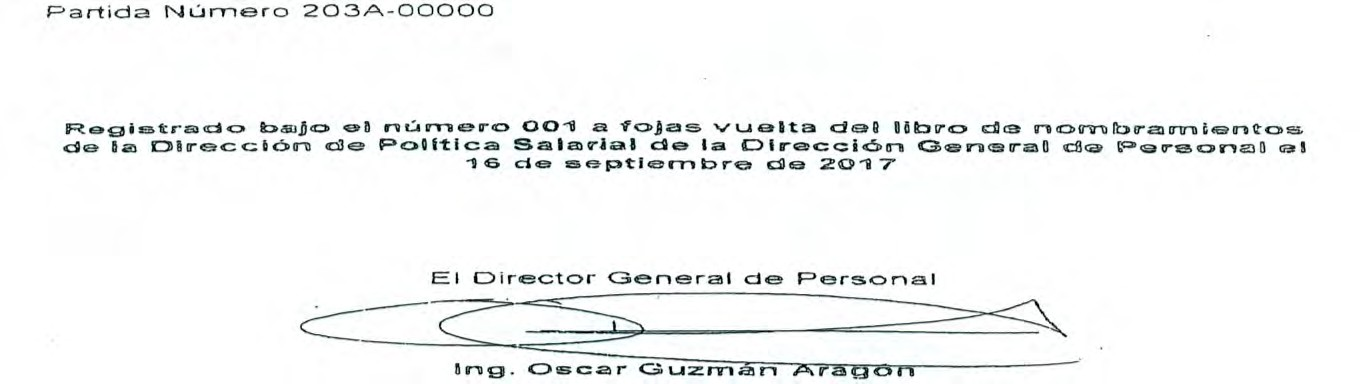 Partida Número 203A-00000
Registrado bajo el número 001 a fojas vuelta del libro de nombramientos
de la Dirección de Política Salarial de la Dirección General de Personal el
16 de septiembre de 2017
El Director General de Personal
Ing. Oscar Guzmán Aragón